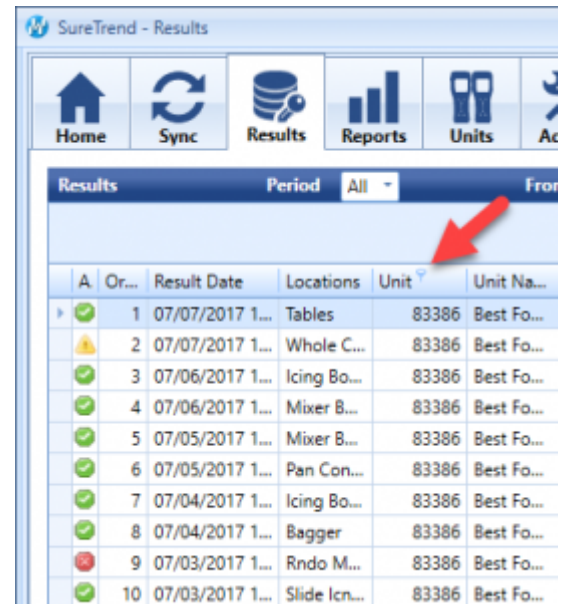 SureTrend - Results
Home Sync Results Reports Units Ac
Results Period All From
A Or... Result Date Locations Unit Unit Na...
1 07/07/2017 1... Tables 83386 Best Fo...
2 07/07/2017 1... Whole C... 83386 Best Fo...
3 07/06/2017 1... Icing Bo... 83386 Best Fo...
4 07/06/2017 1... Mixer B... 83386 Best Fo...
5 07/05/2017 1... Mixer B... 83386 Best Fo...
6 07/05/2017 1... Pan Con... 83386 Best Fo...
7 07/04/2017 1... Icing Bo... 83386 Best Fo...
8 07/04/2017 1... Bagger 83386 Best Fo...
9 07/03/2017 1... Rndo M... 83386 Best Fo...
10 07/03/2017 1... Slide Icn... 83386 Best Fo...